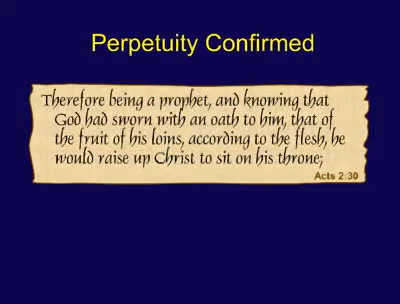 Perpetuity Confirmed
Therefore being a prophet, and knowing that
God had sworn with an oath to him, that of
the fruit of his loins, according to the flesh, he
would raise up Christ to sit on his throne;
Acts 2:30